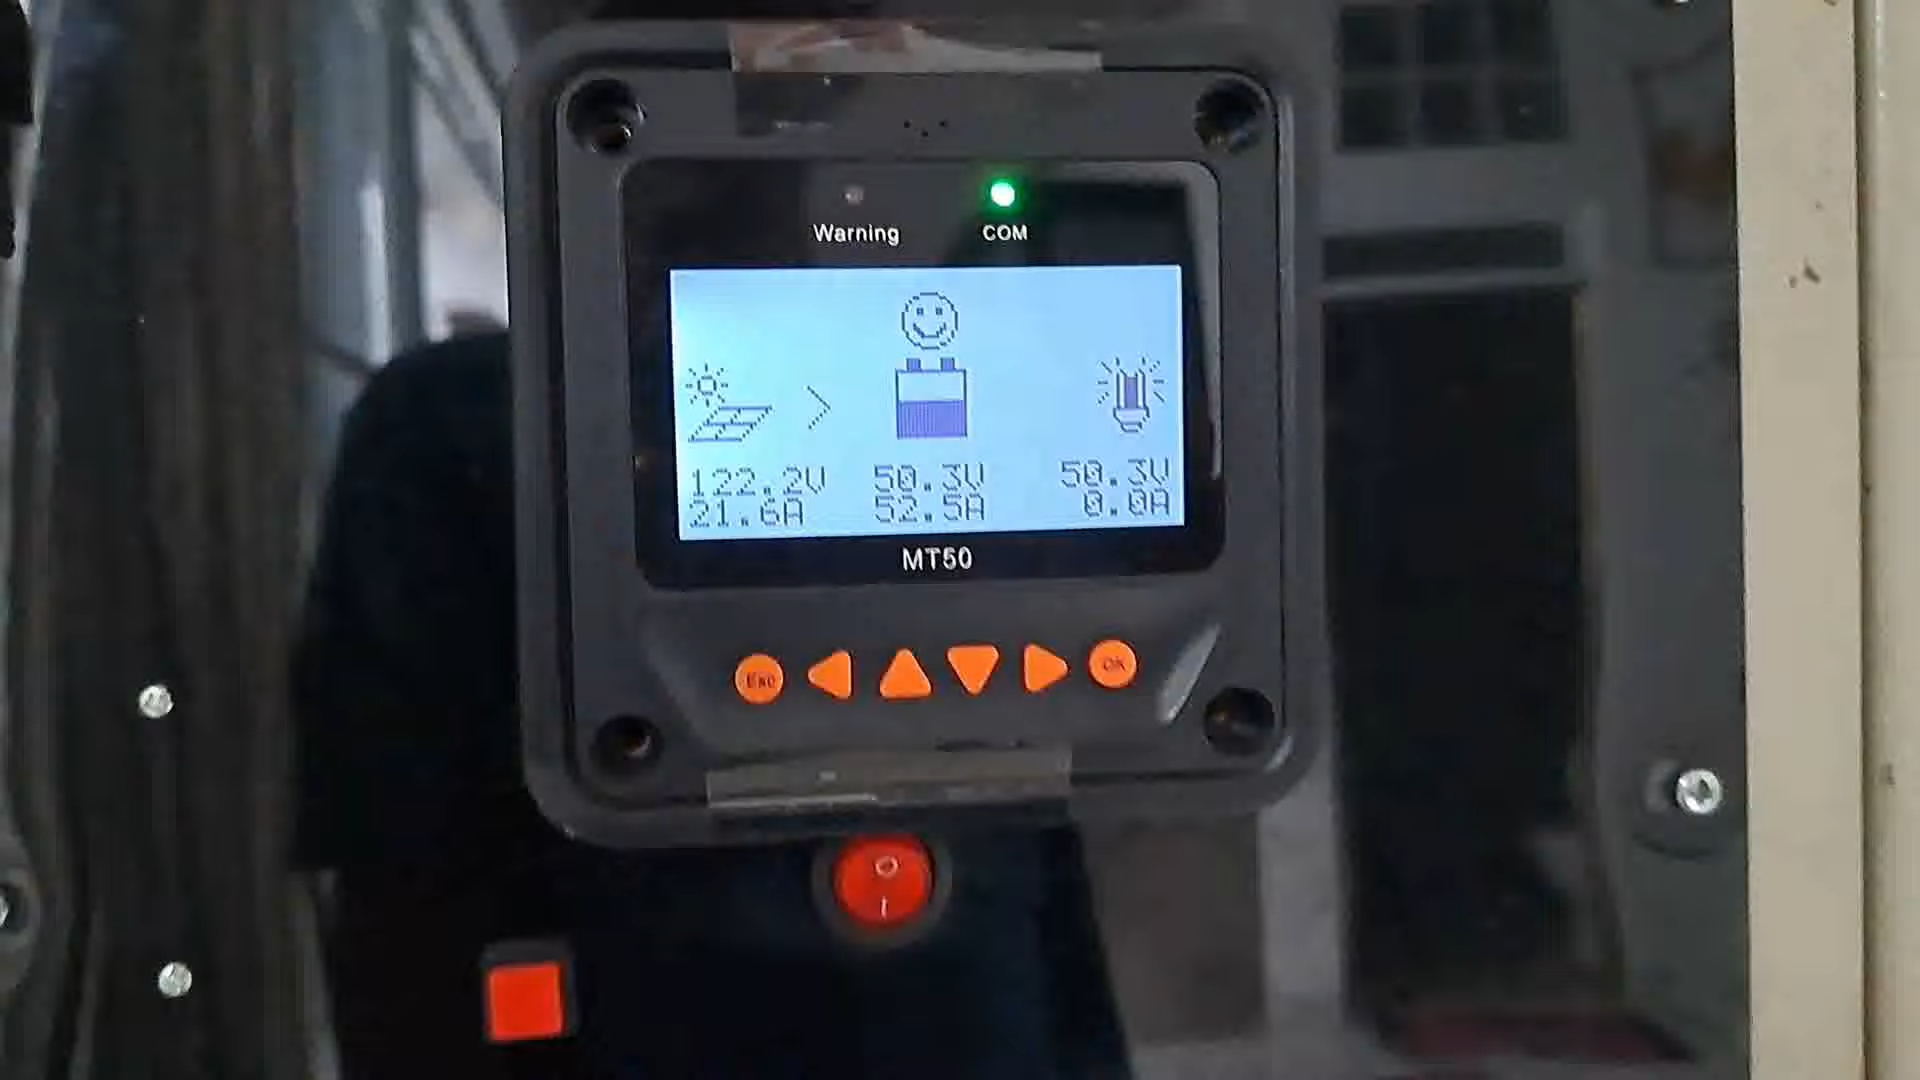 Warning COM
122.2V 50.3V 50.3V
21.6A 52.5A 0.0A
MT50
Esc OK
O
I